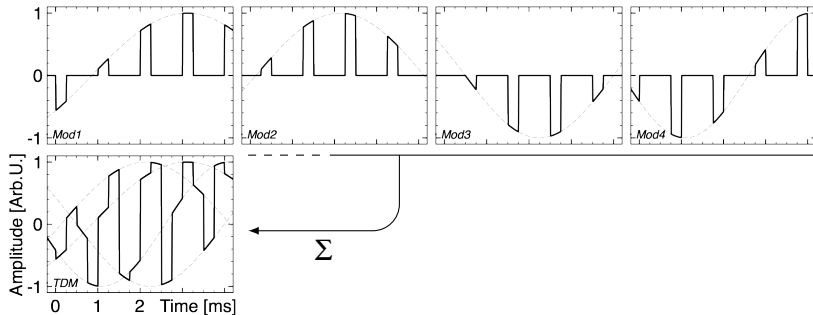 1
0
-1
Mod1
Mod2
Mod3
Mod4
Amplitude [Arb.U.]
1
0
-1
TDM
Σ
0 1 2 Time [ms]